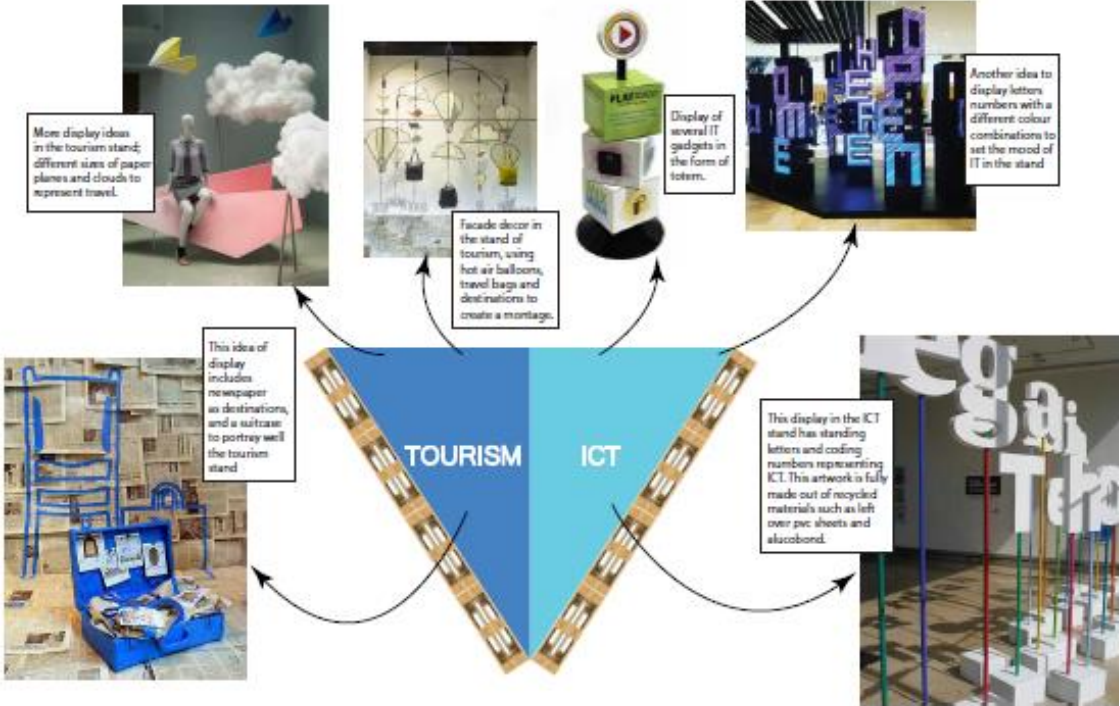 More display ideas
in the tourism stand;
different sizes of paper
planes and clouds to
represent travel.
Facade decor in
the stand of
tourism, using
hot air balloons,
travel bags and
destinations to
create a montage.
Display of
several IT
gadgets in
the form of
totem.
Another idea to
display letters
numbers with a
different colour
combinations to
set the mood of
IT in the stand
This idea of
display
includes
newspaper
as destinations,
and a suitcase
to portray well
the tourism
stand
TOURISM
ICT
This display in the ICT
stand has standing
letters and coding
numbers representing
ICT. This artwork is fully
made out of recycled
materials such as left
over pvc sheets and
alucobond.